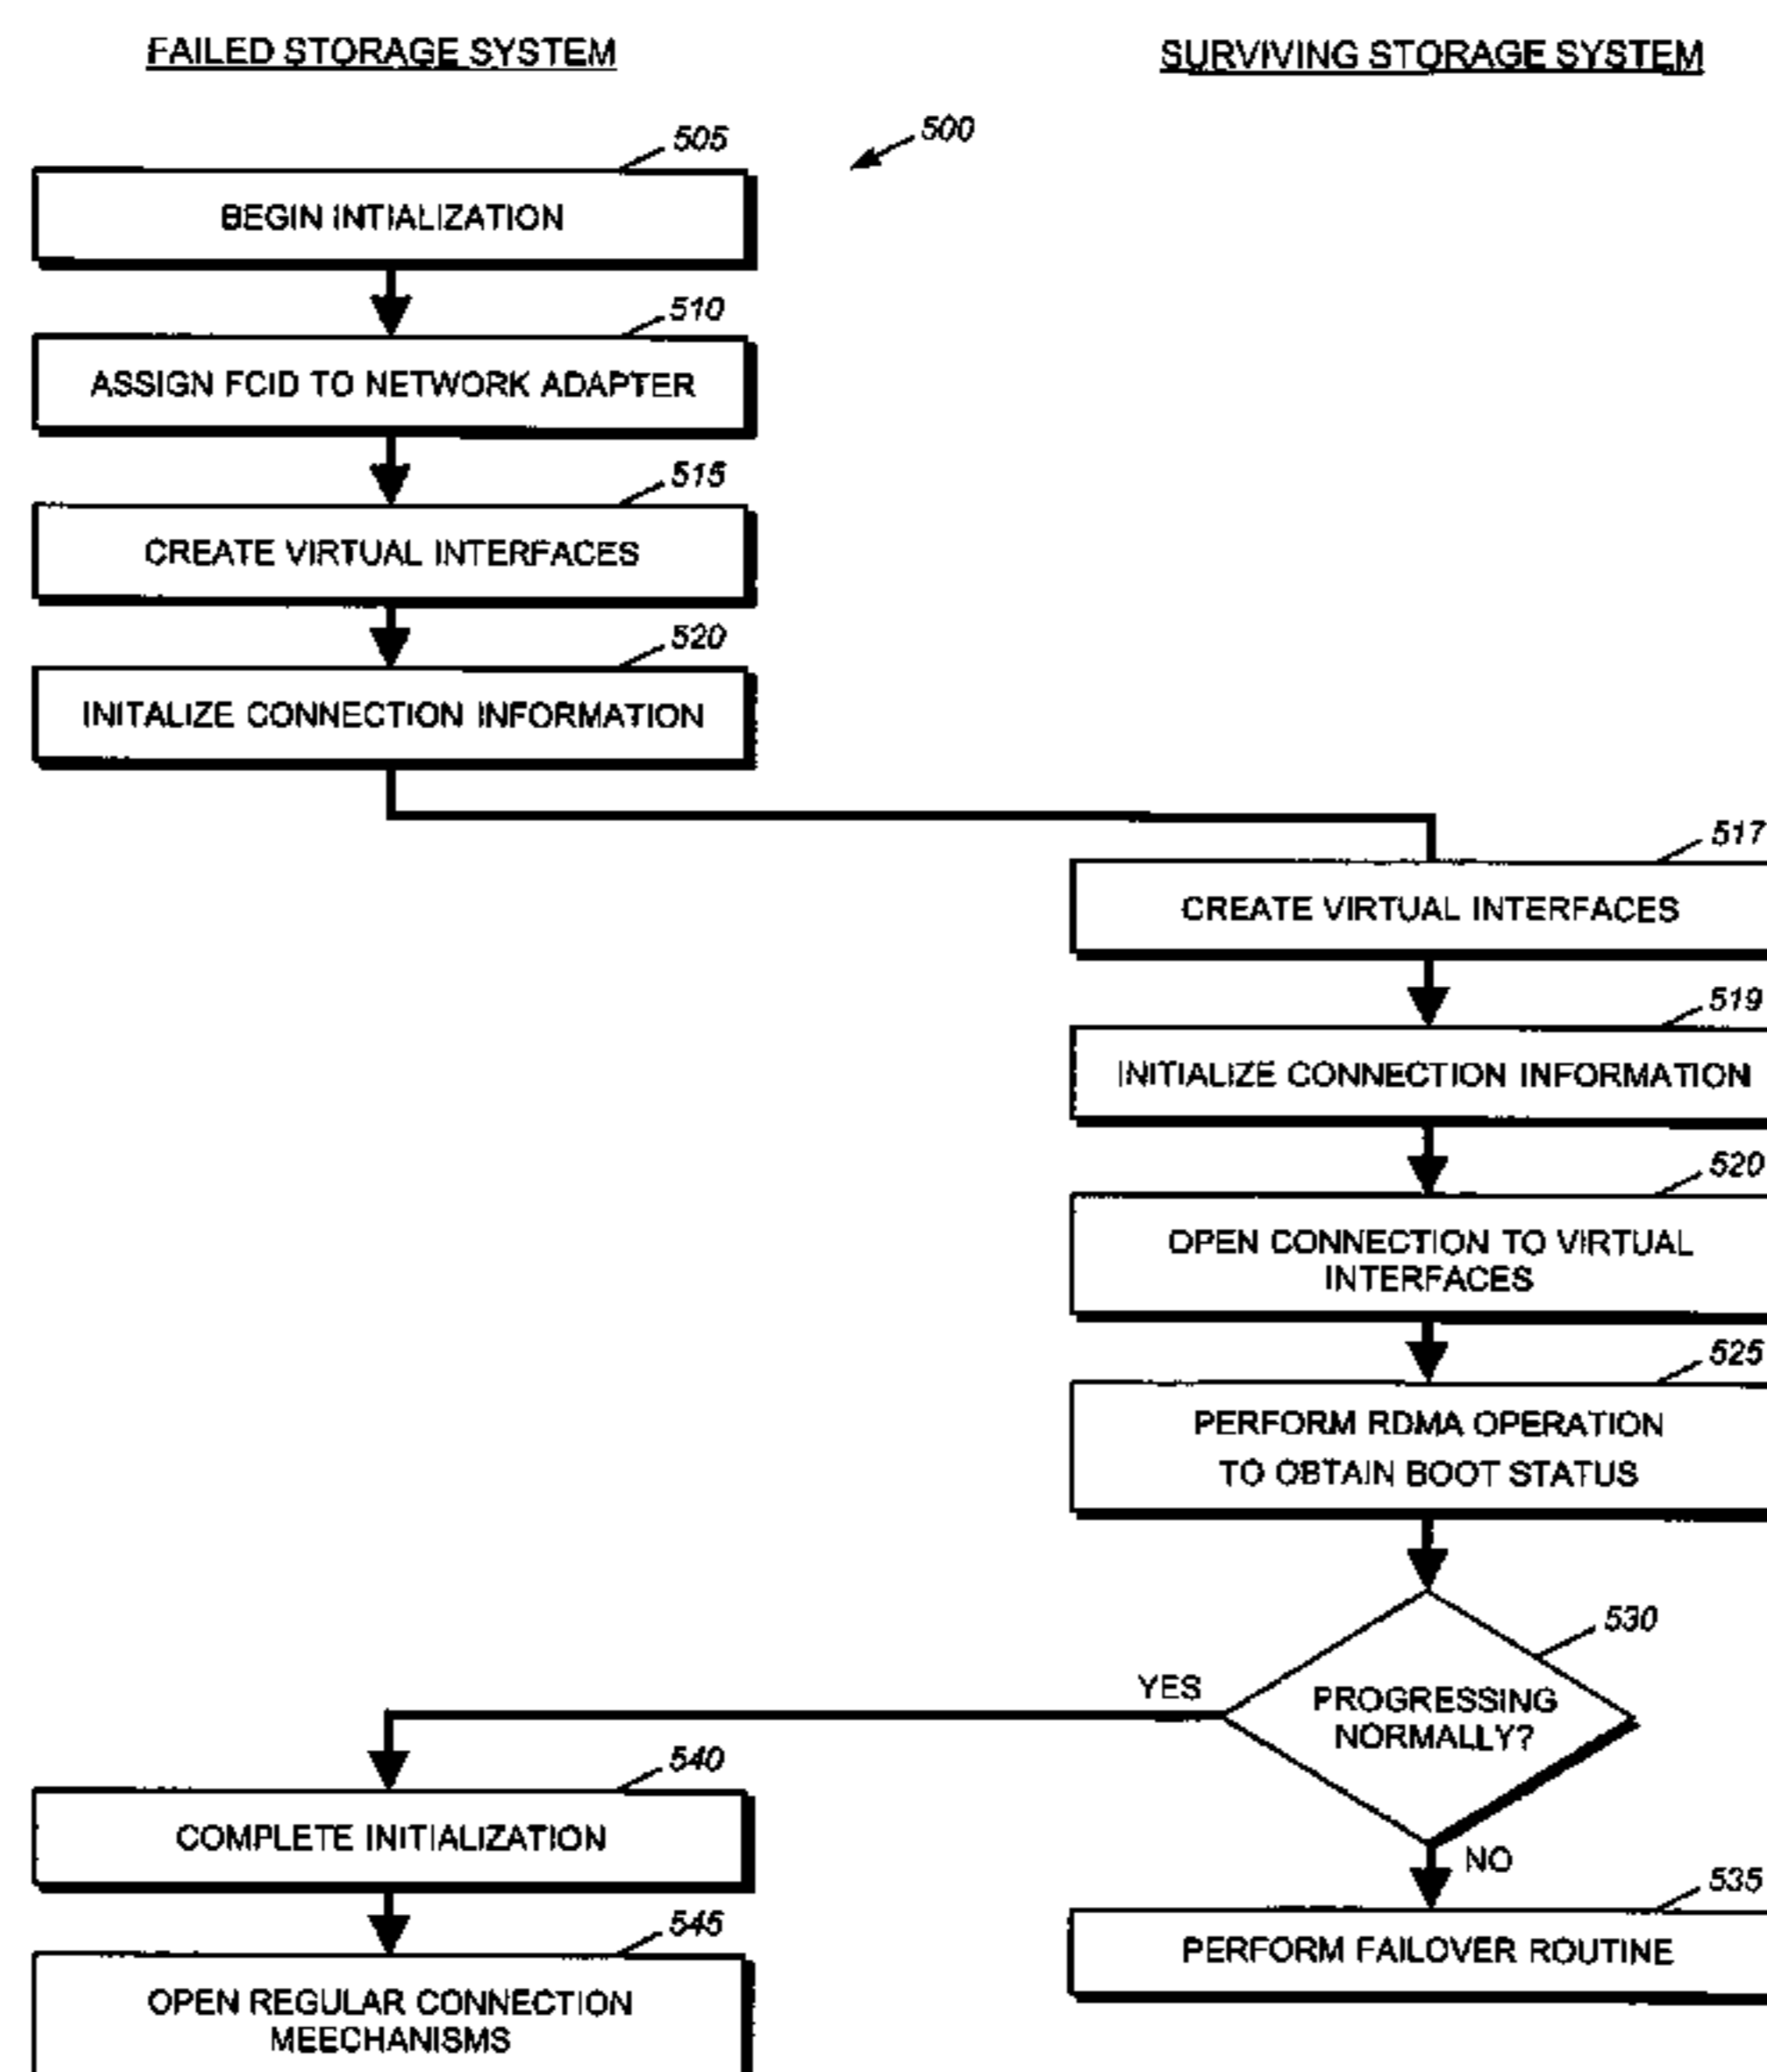 FAILED STORAGE SYSTEM
SURVIVING STORAGE SYSTEM
500
505
BEGIN INTIALIZATION
510
ASSIGN FCID TO NETWORK ADAPTER
515
CREATE VIRTUAL INTERFACES
520
INITALIZE CONNECTION INFORMATION
517
CREATE VIRTUAL INTERFACES
519
INITIALIZE CONNECTION INFORMATION
520
OPEN CONNECTION TO VIRTUAL
INTERFACES
525
PERFORM RDMA OPERATION
TO OBTAIN BOOT STATUS
530
PROGRESSING
NORMALLY?
YES
NO
540
COMPLETE INITIALIZATION
535
PERFORM FAILOVER ROUTINE
545
OPEN REGULAR CONNECTION
MEECHANISMS